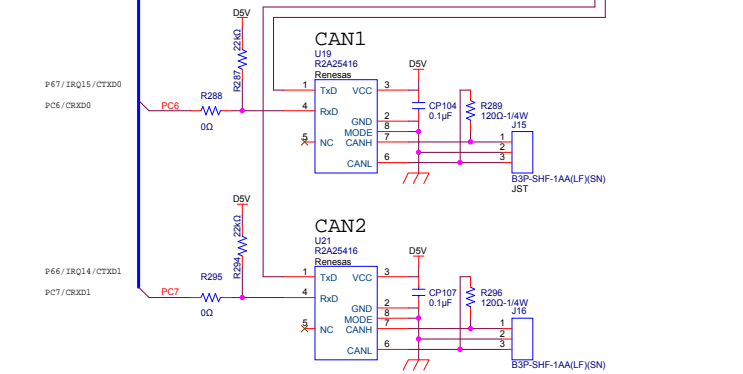 D5V
22kΩ
R287
CAN1
U19
R2A25416
Renesas
D5V
P67/IRQ15/CTXD0
PC6/CRXD0
PC6
R288
0Ω
1 TxD VCC 3
4 RxD
GND 2
MODE 8
5 NC CANH 7
CANL 6
CP104
0.1µF
R289
120Ω-1/4W
J15
1
2
3
B3P-SHF-1AA(LF)(SN)
JST
D5V
22kΩ
R294
CAN2
U21
R2A25416
Renesas
D5V
P66/IRQ14/CTXD1
PC7/CRXD1
PC7
R295
0Ω
1 TxD VCC 3
4 RxD
GND 2
MODE 8
5 NC CANH 7
CANL 6
CP107
0.1µF
R296
120Ω-1/4W
J16
1
2
3
B3P-SHF-1AA(LF)(SN)